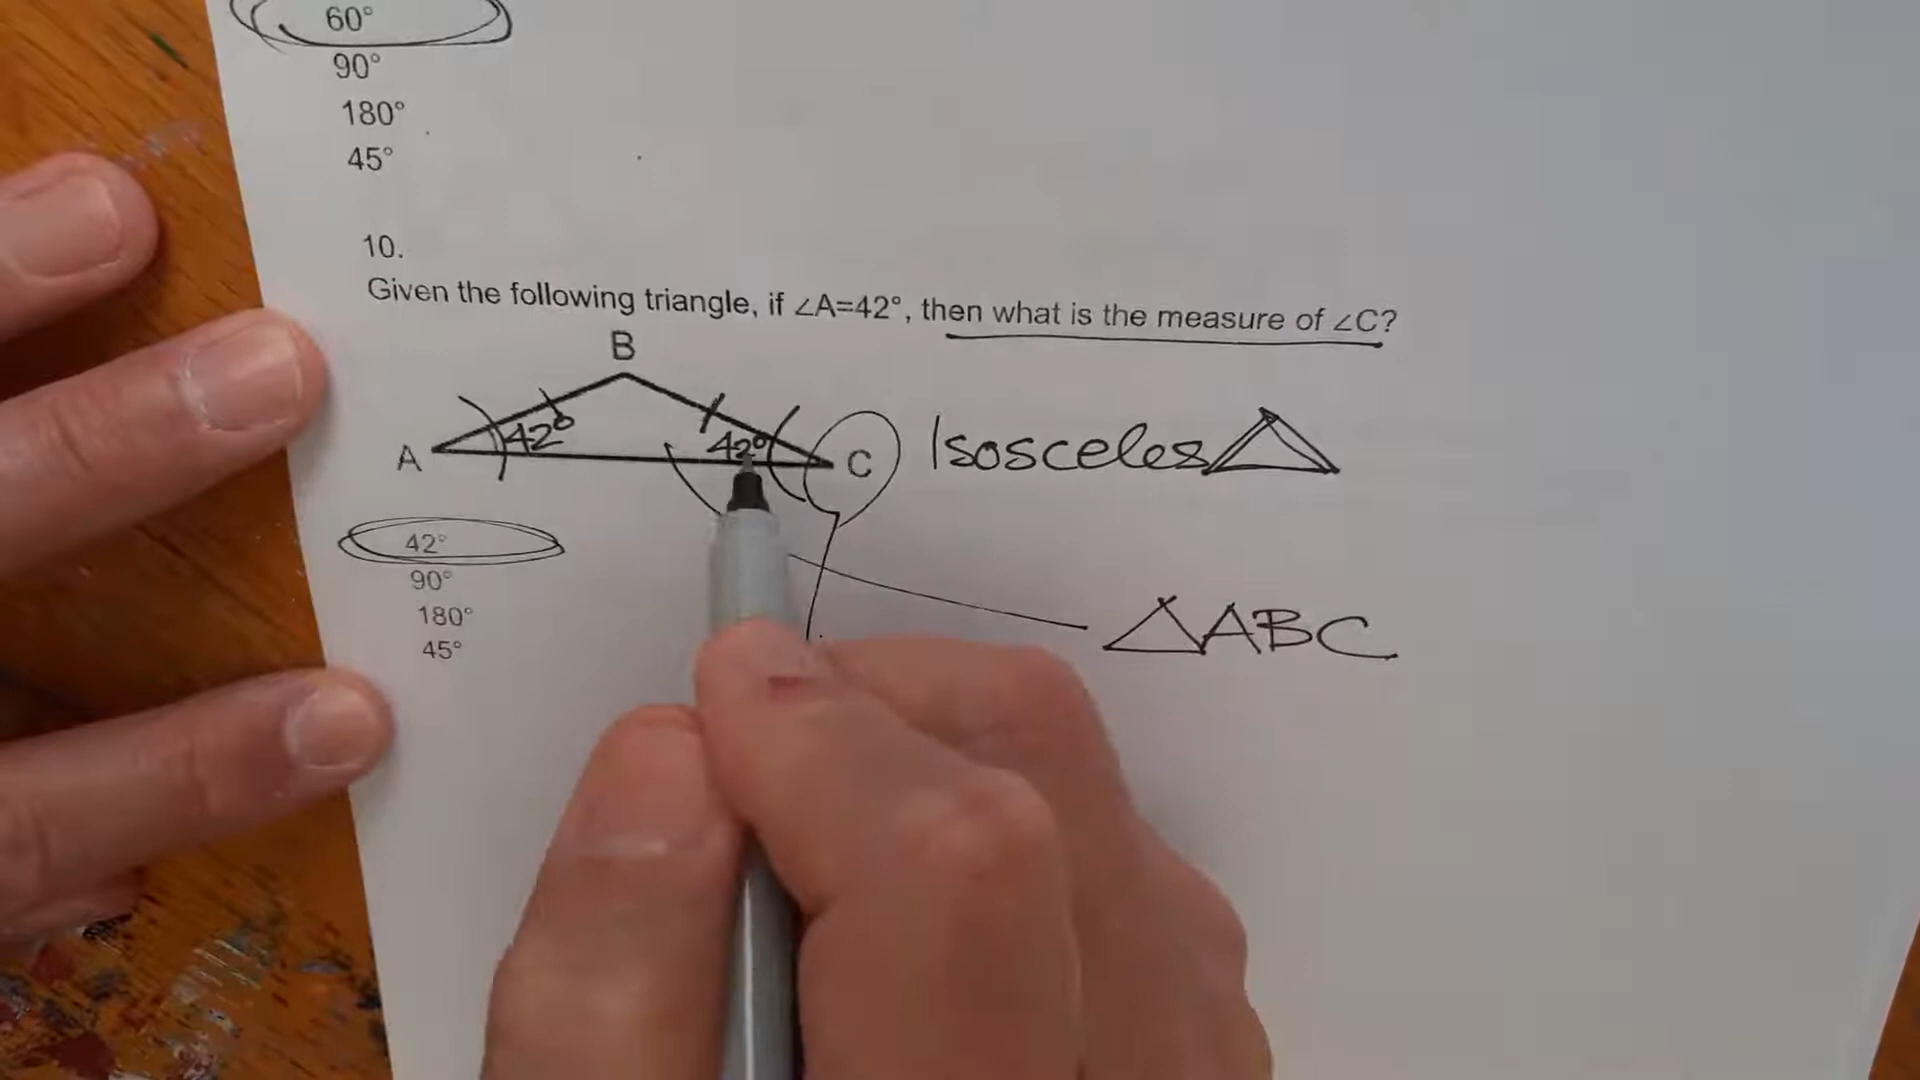 60°
90°
180°
45°
10.
Given the following triangle, if ∠A=42°, then what is the measure of ∠C?
B
42° 42°
A C Isosceles△
42°
90°
180°
45°
△ABC